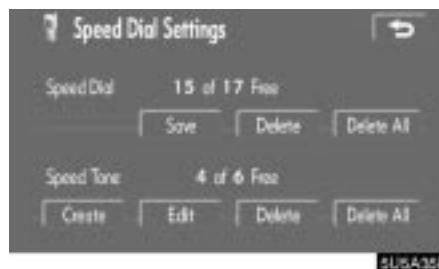 Speed Dial Settings
Speed Dial 15 of 17 Free
Save Delete Delete All
Speed Tone 4 of 6 Free
Create Edit Delete Delete All